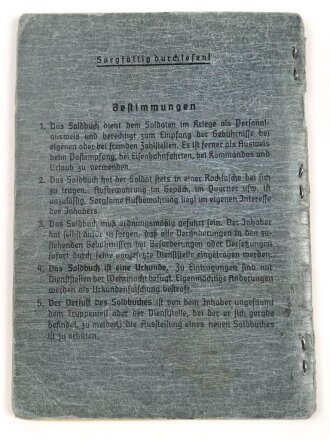 Sorgfältig durchlesen!
Bestimmungen
1. Das Soldbuch dient dem Soldaten im Kriege als Personal-
ausweis und berechtigt zum Empfang der Gebührnisse bei
eigenen oder bei fremden Zahlstellen. Es ist ferner als Ausweis
beim Postempfang, bei Eisenbahnfahrten, bei Kommandos und
Urlaub zu verwenden.
2. Das Soldbuch hat der Soldat stets in einer Rocktasche bei sich
zu tragen. Aufbewahrung im Gepäck, im Quartier usw. ist
unzulässig. Sorgsame Aufbewahrung liegt im eigenen Interesse
des Inhabers.
3. Das Soldbuch muß ordnungsmäßig geführt sein. Der Inhaber
hat selbst dafür zu sorgen, daß alle Veränderungen in den zu-
stehenden Gebührnissen bei Beförderungen oder Versetzungen
sofort durch seine vorgesetzte Dienststelle eingetragen werden.
4. Das Soldbuch ist eine Urkunde. Zu Eintragungen sind nur
Dienststellen der Wehrmacht befugt. Eigenmächtige Änderungen
werden als Urkundenfälschung bestraft.
5. Der Verlust des Soldbuches ist von dem Inhaber ungesäumt
dem Truppenteil oder der Dienststelle, bei der er sich gerade
befindet, zu melden; die Ausstellung eines neuen Soldbuches
ist zu erbitten.